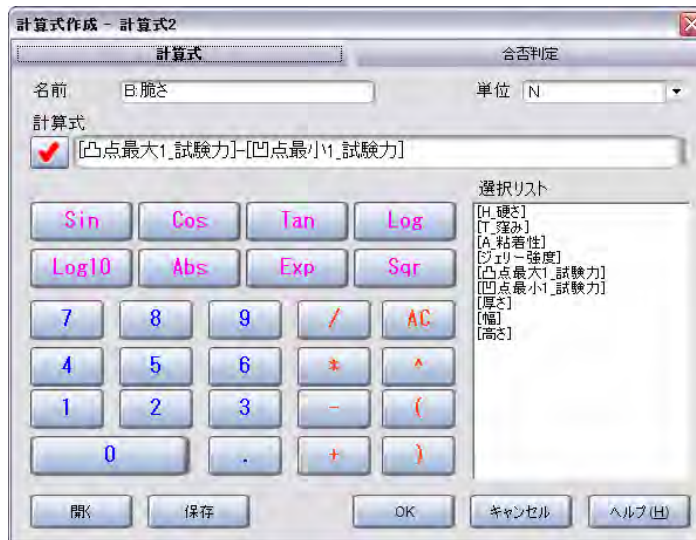 計算式作成 - 計算式2
計算式 合否判定
名前 B:脆さ 単位 N
計算式
[凸点最大1_試験力]-[凹点最小1_試験力]
選択リスト
Sin Cos Tan Log
Log10 Abs Exp Sqr
7 8 9 / AC
4 5 6 * ^
1 2 3 - (
0 . + )
[H_硬さ]
[T_窪み]
[A_粘着性]
[ジェリー強度]
[凸点最大1_試験力]
[凹点最小1_試験力]
[厚さ]
[幅]
[高さ]
開く 保存 OK キャンセル ヘルプ(H)